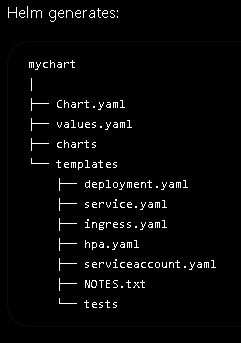 Helm generates:
mychart
│
├── Chart.yaml
├── values.yaml
├── charts
└── templates
    ├── deployment.yaml
    ├── service.yaml
    ├── ingress.yaml
    ├── hpa.yaml
    ├── serviceaccount.yaml
    ├── NOTES.txt
    └── tests